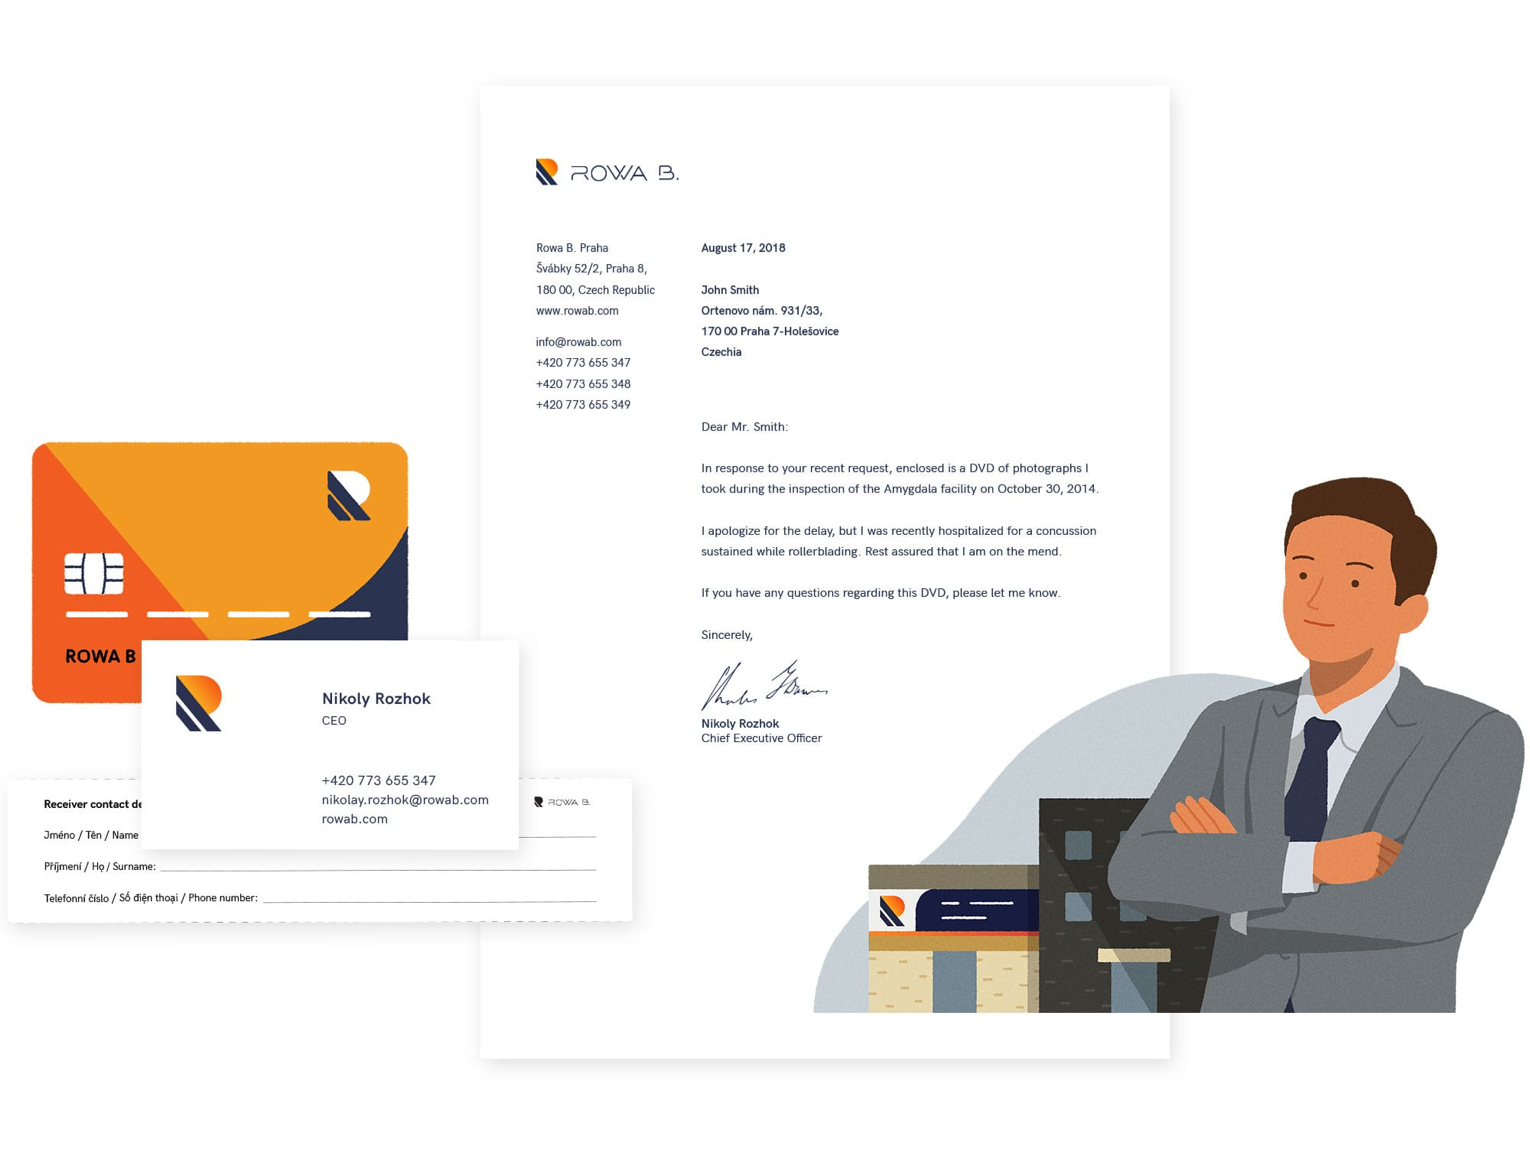 ROWA B.
Rowa B. Praha
Švábky 52/2, Praha 8,
180 00, Czech Republic
www.rowab.com
info@rowab.com
+420 773 655 347
+420 773 655 348
+420 773 655 349
August 17, 2018
John Smith
Ortenovo nám. 931/33,
170 00 Praha 7-Holešovice
Czechia
Dear Mr. Smith:
In response to your recent request, enclosed is a DVD of photographs I
took during the inspection of the Amygdala facility on October 30, 2014.
I apologize for the delay, but I was recently hospitalized for a concussion
sustained while rollerblading. Rest assured that I am on the mend.
If you have any questions regarding this DVD, please let me know.
Sincerely,
Nikoly Rozhok
Chief Executive Officer
ROWA B
Nikoly Rozhok
CEO
+420 773 655 347
nikolay.rozhok@rowab.com
rowab.com
Receiver contact de
ROWA B.
Jméno / Tên / Name
Příjmení / Họ / Surname:
Telefonní číslo / Số điện thoại / Phone number: